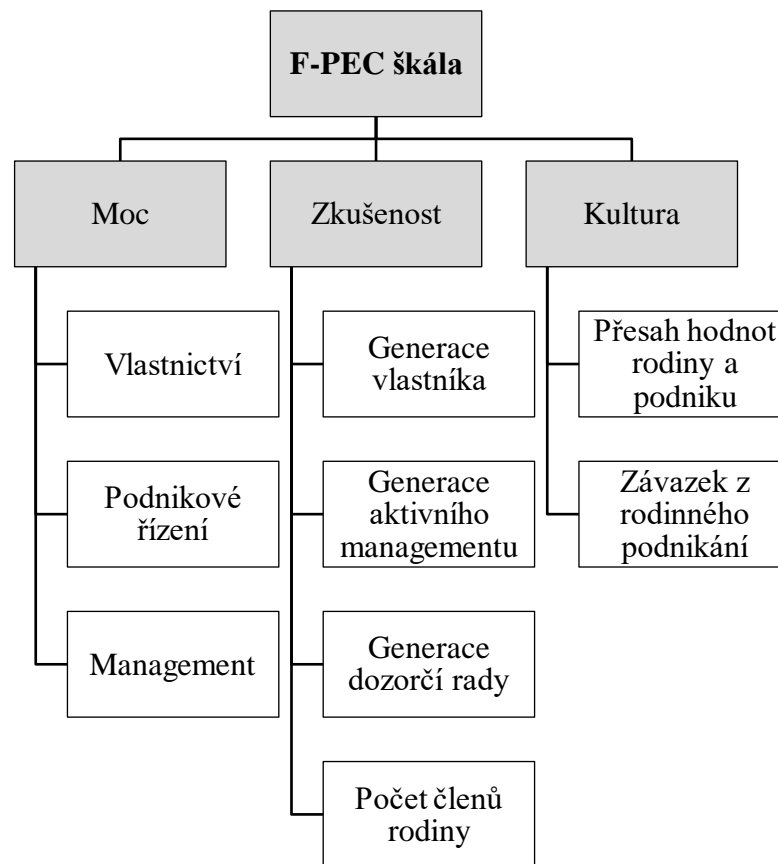 F-PEC škála
Moc
Zkušenost
Kultura
Vlastnictví
Generace
vlastníka
Přesah hodnot
rodiny a
podniku
Podnikové
řízení
Generace
aktivního
managementu
Závazek z
rodinného
podnikání
Management
Generace
dozorčí rady
Počet členů
rodiny